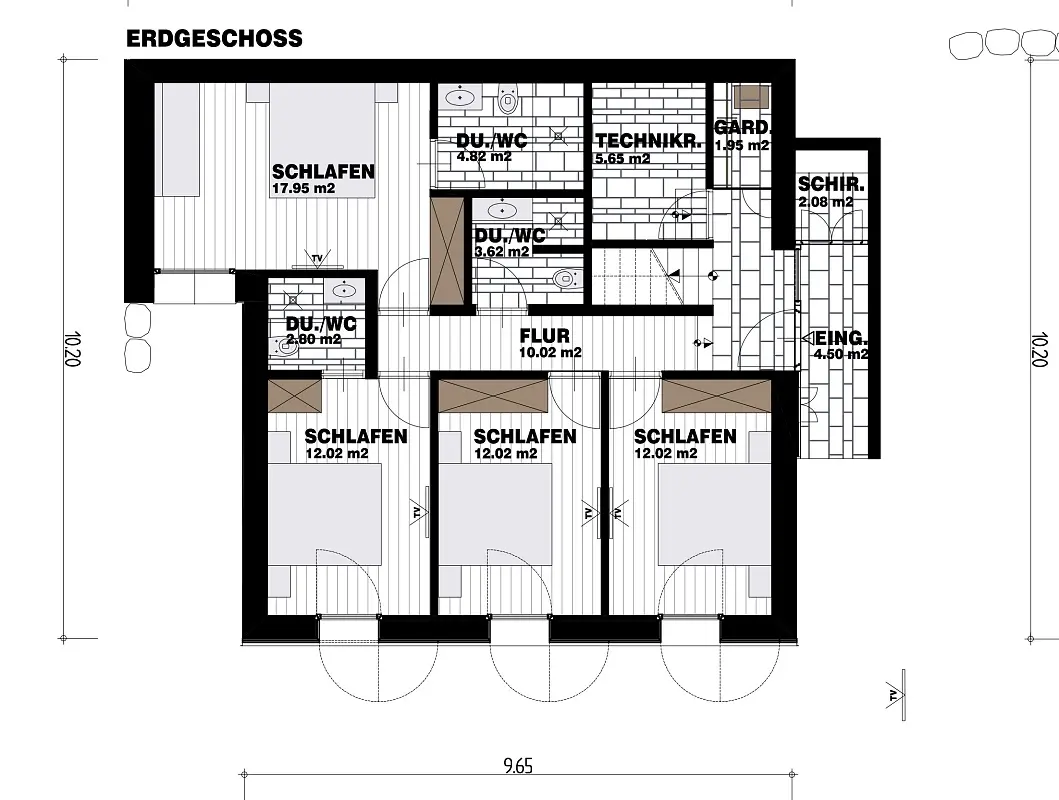 ERDGESCHOSS
DU./WC
4.82 m2
TECHNIKR.
5.65 m2
GARD.
1.95 m2
SCHLAFEN
17.95 m2
SCHIR.
2.08 m2
DU./WC
3.62 m2
TV
DU./WC
2.80 m2
FLUR
10.02 m2
EING.
4.50 m2
10.20
10.20
SCHLAFEN
12.02 m2
SCHLAFEN
12.02 m2
SCHLAFEN
12.02 m2
TV
TV
TV
TV
9.65